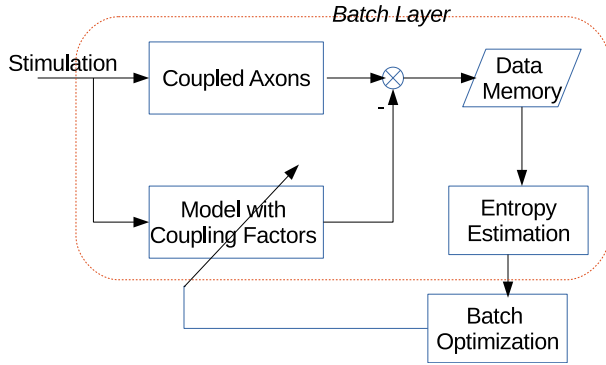 Batch Layer
Stimulation
Coupled Axons
Data
Memory
-
Model with
Coupling Factors
Entropy
Estimation
Batch
Optimization